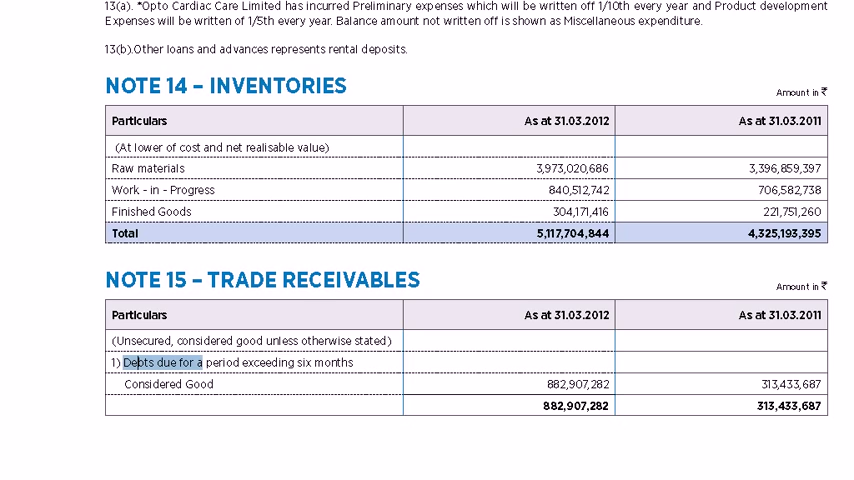 13(a). *Opto Cardiac Care Limited has incurred Preliminary expenses which will be written off 1/10th every year and Product development
Expenses will be written of 1/5th every year. Balance amount not written off is shown as Miscellaneous expenditure.
13(b).Other loans and advances represents rental deposits.
NOTE 14 – INVENTORIES
Amount in ₹
Particulars As at 31.03.2012 As at 31.03.2011
(At lower of cost and net realisable value)
Raw materials 3,973,020,686 3,396,859,397
Work - in - Progress 840,512,742 706,582,738
Finished Goods 304,171,416 221,751,260
Total 5,117,704,844 4,325,193,395
NOTE 15 – TRADE RECEIVABLES
Amount in ₹
Particulars As at 31.03.2012 As at 31.03.2011
(Unsecured, considered good unless otherwise stated)
1) Debts due for a period exceeding six months
Considered Good 882,907,282 313,433,687
882,907,282 313,433,687